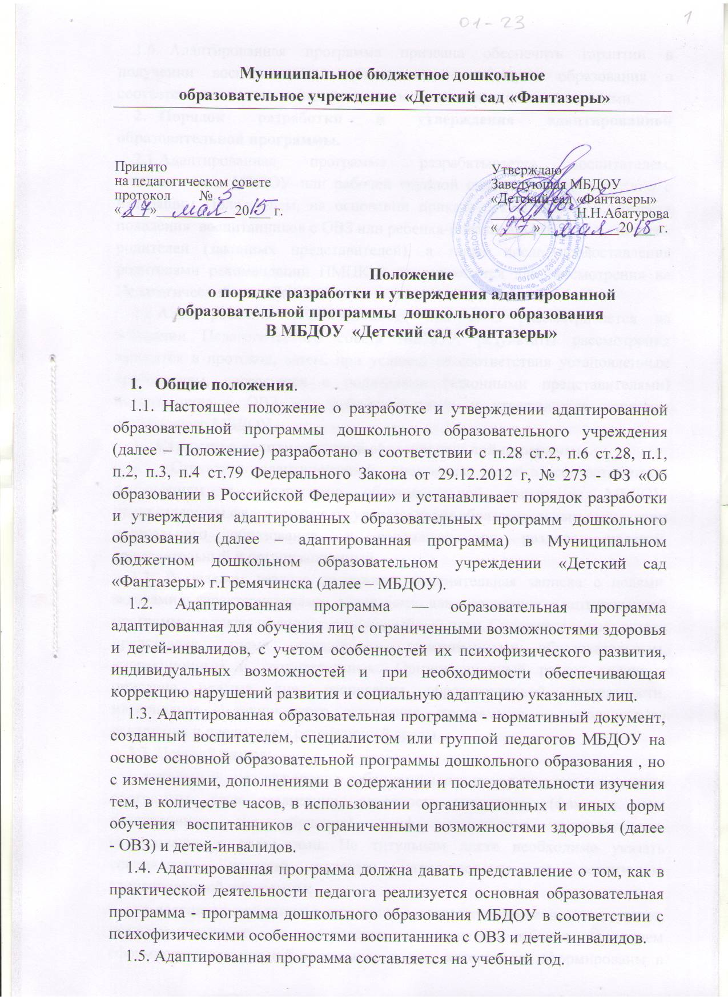 01-23
1
Муниципальное бюджетное дошкольное
образовательное учреждение «Детский сад «Фантазеры»
Принято
на педагогическом совете
протокол № 5
«27» мая 2015 г.
Утверждаю
Заведующая МБДОУ
«Детский сад «Фантазеры»
Н.Н.Абатурова
«27» мая 2015 г.
Положение
о порядке разработки и утверждения адаптированной
образовательной программы дошкольного образования
В МБДОУ «Детский сад «Фантазеры»
1. Общие положения.
1.1. Настоящее положение о разработке и утверждении адаптированной
образовательной программы дошкольного образовательного учреждения
(далее – Положение) разработано в соответствии с п.28 ст.2, п.6 ст.28, п.1,
п.2, п.3, п.4 ст.79 Федерального Закона от 29.12.2012 г, № 273 - ФЗ «Об
образовании в Российской Федерации» и устанавливает порядок разработки
и утверждения адаптированных образовательных программ дошкольного
образования (далее – адаптированная программа) в Муниципальном
бюджетном дошкольном образовательном учреждении «Детский сад
«Фантазеры» г.Гремячинска (далее – МБДОУ).
1.2. Адаптированная программа — образовательная программа
адаптированная для обучения лиц с ограниченными возможностями здоровья
и детей-инвалидов, с учетом особенностей их психофизического развития,
индивидуальных возможностей и при необходимости обеспечивающая
коррекцию нарушений развития и социальную адаптацию указанных лиц.
1.3. Адаптированная образовательная программа - нормативный документ,
созданный воспитателем, специалистом или группой педагогов МБДОУ на
основе основной образовательной программы дошкольного образования , но
с изменениями, дополнениями в содержании и последовательности изучения
тем, в количестве часов, в использовании организационных и иных форм
обучения воспитанников с ограниченными возможностями здоровья (далее
- ОВЗ) и детей-инвалидов.
1.4. Адаптированная программа должна давать представление о том, как в
практической деятельности педагога реализуется основная образовательная
программа - программа дошкольного образования МБДОУ в соответствии с
психофизическими особенностями воспитанника с ОВЗ и детей-инвалидов.
1.5. Адаптированная программа составляется на учебный год.